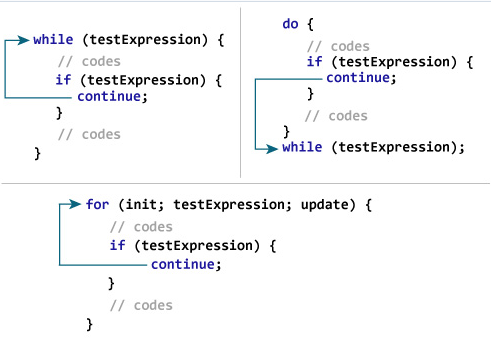 while (testExpression) {
// codes
if (testExpression) {
continue;
}
// codes
}
do {
// codes
if (testExpression) {
continue;
}
// codes
}
while (testExpression);
for (init; testExpression; update) {
// codes
if (testExpression) {
continue;
}
// codes
}